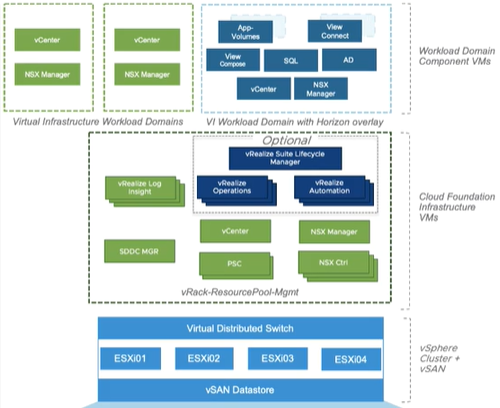 vCenter
NSX Manager
vCenter
NSX Manager
Virtual Infrastructure Workload Domains
App-
Volumes
View
Connect
View
Compose
SQL
AD
vCenter
NSX
Manager
VI Workload Domain with Horizon overlay
Workload Domain
Component VMs
Optional
vRealize Suite Lifecycle
Manager
vRealize Log
Insight
vRealize
Operations
vRealize
Automation
vCenter
NSX Manager
SDDC MGR
PSC
NSX Ctrl
vRack-ResourcePool-Mgmt
Cloud Foundation
Infrastructure
VMs
Virtual Distributed Switch
ESXi01
ESXi02
ESXi03
ESXi04
vSAN Datastore
vSphere
Cluster +
vSAN